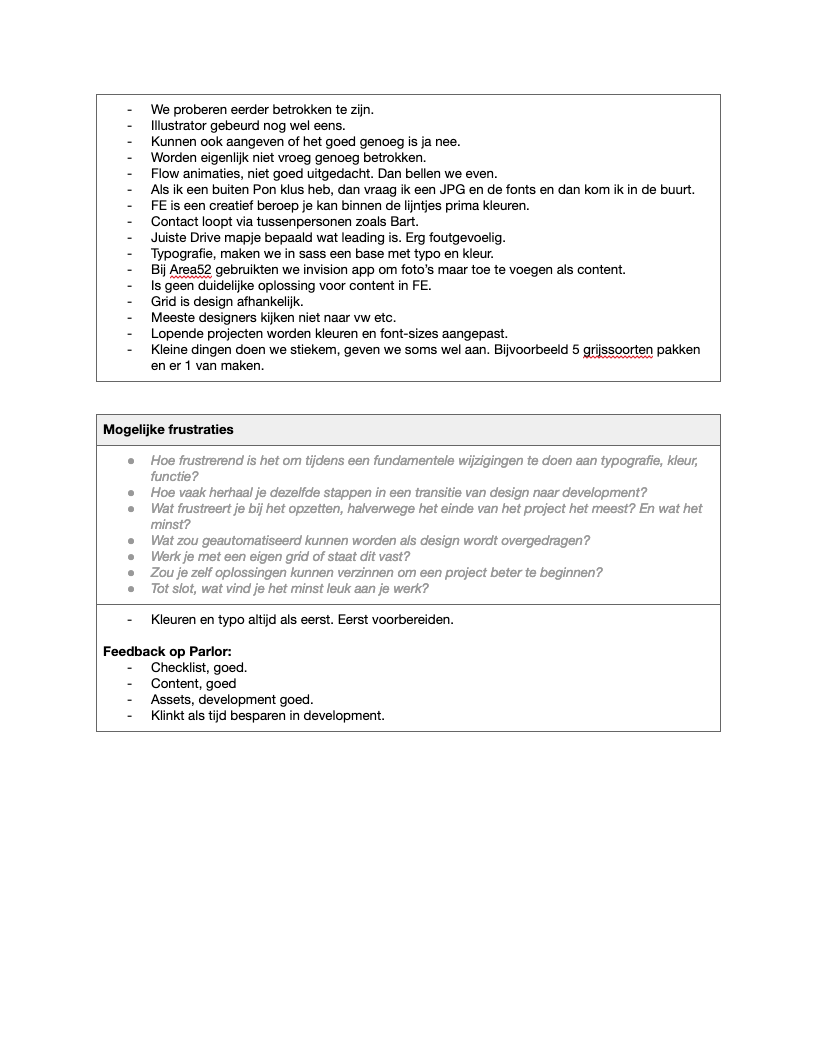 - We proberen eerder betrokken te zijn.
- Illustrator gebeurd nog wel eens.
- Kunnen ook aangeven of het goed genoeg is ja nee.
- Worden eigenlijk niet vroeg genoeg betrokken.
- Flow animaties, niet goed uitgedacht. Dan bellen we even.
- Als ik een buiten Pon klus heb, dan vraag ik een JPG en de fonts en dan kom ik in de buurt.
- FE is een creatief beroep je kan binnen de lijntjes prima kleuren.
- Contact loopt via tussenpersonen zoals Bart.
- Juiste Drive mapje bepaald wat leading is. Erg foutgevoelig.
- Typografie, maken we in sass een base met typo en kleur.
- Bij Area52 gebruikten we invision app om foto's maar toe te voegen als content.
- Is geen duidelijke oplossing voor content in FE.
- Grid is design afhankelijk.
- Meeste designers kijken niet naar vw etc.
- Lopende projecten worden kleuren en font-sizes aangepast.
- Kleine dingen doen we stiekem, geven we soms wel aan. Bijvoorbeeld 5 grijssoorten pakken
en er 1 van maken.
Mogelijke frustraties
● Hoe frustrerend is het om tijdens een fundamentele wijzigingen te doen aan typografie, kleur,
functie?
● Hoe vaak herhaal je dezelfde stappen in een transitie van design naar development?
● Wat frustreert je bij het opzetten, halverwege het einde van het project het meest? En wat het
minst?
● Wat zou geautomatiseerd kunnen worden als design wordt overgedragen?
● Werk je met een eigen grid of staat dit vast?
● Zou je zelf oplossingen kunnen verzinnen om een project beter te beginnen?
● Tot slot, wat vind je het minst leuk aan je werk?
- Kleuren en typo altijd als eerst. Eerst voorbereiden.
Feedback op Parlor:
- Checklist, goed.
- Content, goed
- Assets, development goed.
- Klinkt als tijd besparen in development.